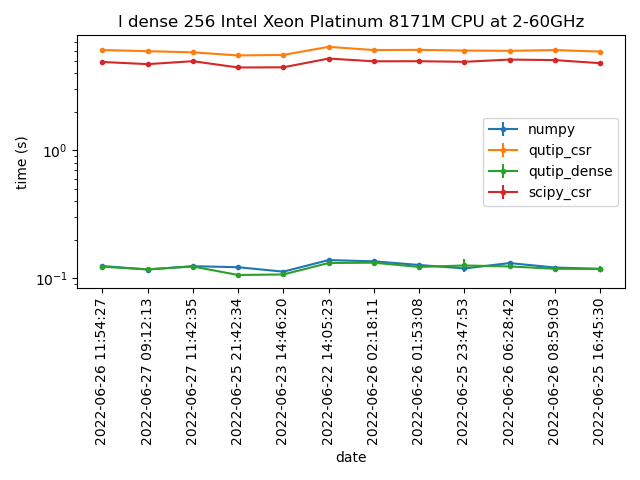 l dense 256 Intel Xeon Platinum 8171M CPU at 2-60GHz
time (s)
10⁰
10⁻¹
numpy
qutip_csr
qutip_dense
scipy_csr
2022-06-26 11:54:27
2022-06-27 09:12:13
2022-06-27 11:42:35
2022-06-25 21:42:34
2022-06-23 14:46:20
2022-06-22 14:05:23
2022-06-26 02:18:11
2022-06-26 01:53:08
2022-06-25 23:47:53
2022-06-26 06:28:42
2022-06-26 08:59:03
2022-06-25 16:45:30
date